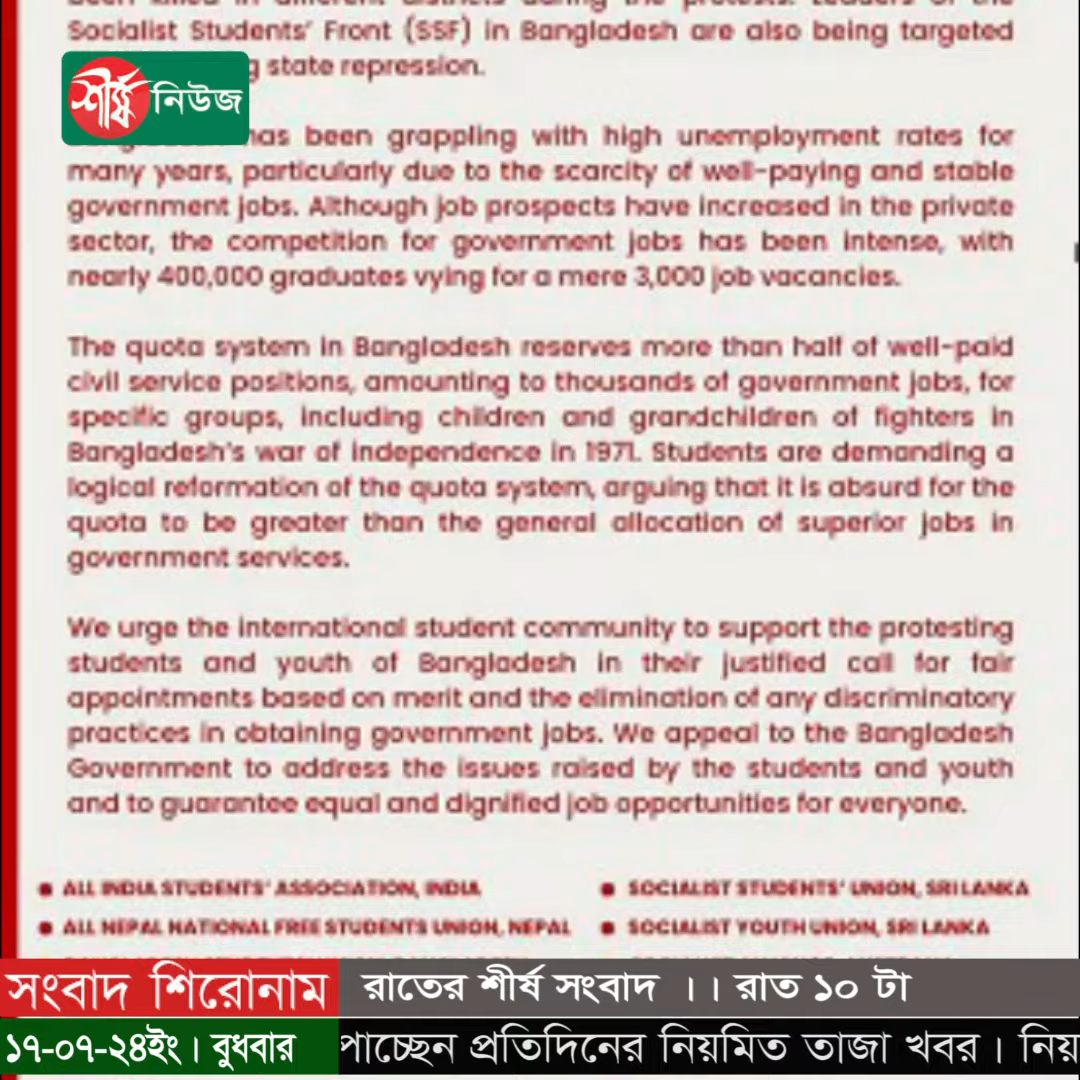 Socialist Students' Front (SSF) in Bangladesh are also being targeted
state repression.
শীর্ষ নিউজ
has been grappling with high unemployment rates for
many years, particularly due to the scarcity of well-paying and stable
government jobs. Although job prospects have increased in the private
sector, the competition for government jobs has been intense, with
nearly 400,000 graduates vying for a mere 3,000 job vacancies.
The quota system in Bangladesh reserves more than half of well-paid
civil service positions, amounting to thousands of government jobs, for
specific groups, including children and grandchildren of fighters in
Bangladesh's war of independence in 1971. Students are demanding a
logical reformation of the quota system, arguing that it is absurd for the
quota to be greater than the general allocation of superior jobs in
government services.
We urge the international student community to support the protesting
students and youth of Bangladesh in their justified call for fair
appointments based on merit and the elimination of any discriminatory
practices in obtaining government jobs. We appeal to the Bangladesh
Government to address the issues raised by the students and youth
and to guarantee equal and dignified job opportunities for everyone.
ALL INDIA STUDENTS' ASSOCIATION, INDIA
SOCIALIST STUDENTS' UNION, SRI LANKA
ALL NEPAL NATIONAL FREE STUDENTS UNION, NEPAL
SOCIALIST YOUTH UNION, SRI LANKA
সংবাদ শিরোনাম
রাতের শীর্ষ সংবাদ ।। রাত ১০ টা
১৭-০৭-২৪ইং। বুধবার
পাচ্ছেন প্রতিদিনের নিয়মিত তাজা খবর।